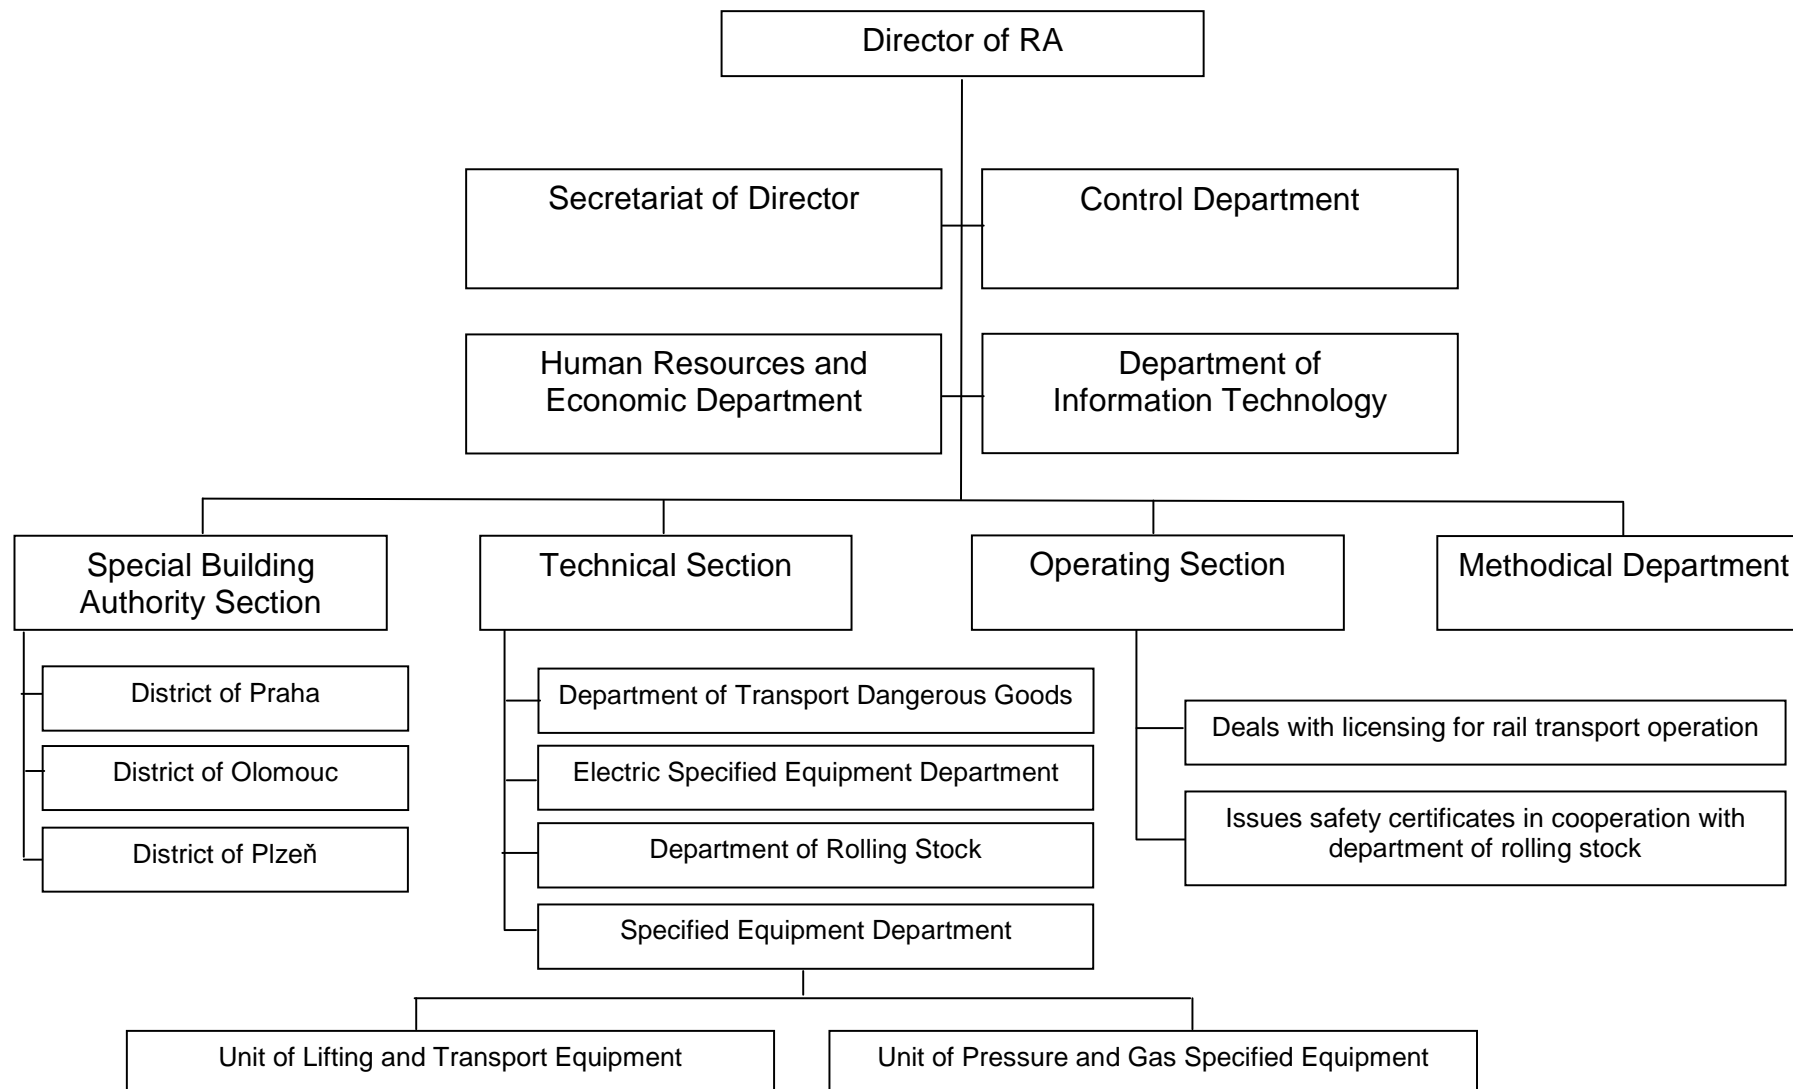 Director of RA
Secretariat of Director
Control Department
Human Resources and
Economic Department
Department of
Information Technology
Special Building
Authority Section
Technical Section
Operating Section
Methodical Department
District of Praha
District of Olomouc
District of Plzeň
Department of Transport Dangerous Goods
Electric Specified Equipment Department
Department of Rolling Stock
Specified Equipment Department
Deals with licensing for rail transport operation
Issues safety certificates in cooperation with
department of rolling stock
Unit of Lifting and Transport Equipment
Unit of Pressure and Gas Specified Equipment